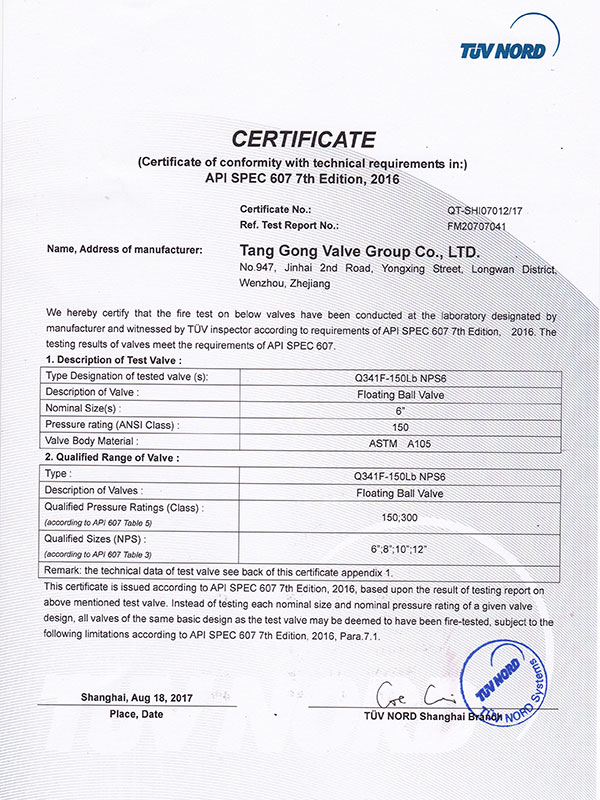 TÜV NORD
CERTIFICATE
(Certificate of conformity with technical requirements in:)
API SPEC 607 7th Edition, 2016
Certificate No.: QT-SHI07012/17
Ref. Test Report No.: FM20707041
Name, Address of manufacturer: Tang Gong Valve Group Co., LTD.
No.947, Jinhai 2nd Road, Yongxing Street, Longwan District,
Wenzhou, Zhejiang
We hereby certify that the fire test on below valves have been conducted at the laboratory designated by
manufacturer and witnessed by TÜV inspector according to requirements of API SPEC 607 7th Edition, 2016. The
testing results of valves meet the requirements of API SPEC 607.
1. Description of Test Valve :
Type Designation of tested valve (s): Q341F-150Lb NPS6
Description of Valve : Floating Ball Valve
Nominal Size(s) : 6"
Pressure rating (ANSI Class) : 150
Valve Body Material : ASTM A105
2. Qualified Range of Valve :
Type : Q341F-150Lb NPS6
Description of Valves : Floating Ball Valve
Qualified Pressure Ratings (Class) : 150;300
(according to API 607 Table 5)
Qualified Sizes (NPS) : 6";8";10";12"
(according to API 607 Table 3)
Remark: the technical data of test valve see back of this certificate appendix 1.
This certificate is issued according to API SPEC 607 7th Edition, 2016, based upon the result of testing report on
above mentioned test valve. Instead of testing each nominal size and nominal pressure rating of a given valve
design, all valves of the same basic design as the test valve may be deemed to have been fire-tested, subject to the
following limitations according to API SPEC 607 7th Edition, 2016, Para.7.1.
Shanghai, Aug 18, 2017
Place, Date
TÜV NORD Shanghai Branch
TÜV NORD
TÜV NORD Systems
TÜV NORD